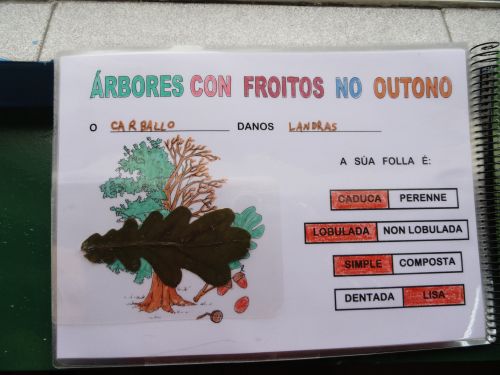 ÁRBORES CON FROITOS NO OUTONO
O CARBALLO DANOS LANDRAS
A SÚA FOLLA É:
CADUCA PERENNE
LOBULADA NON LOBULADA
SIMPLE COMPOSTA
DENTADA LISA